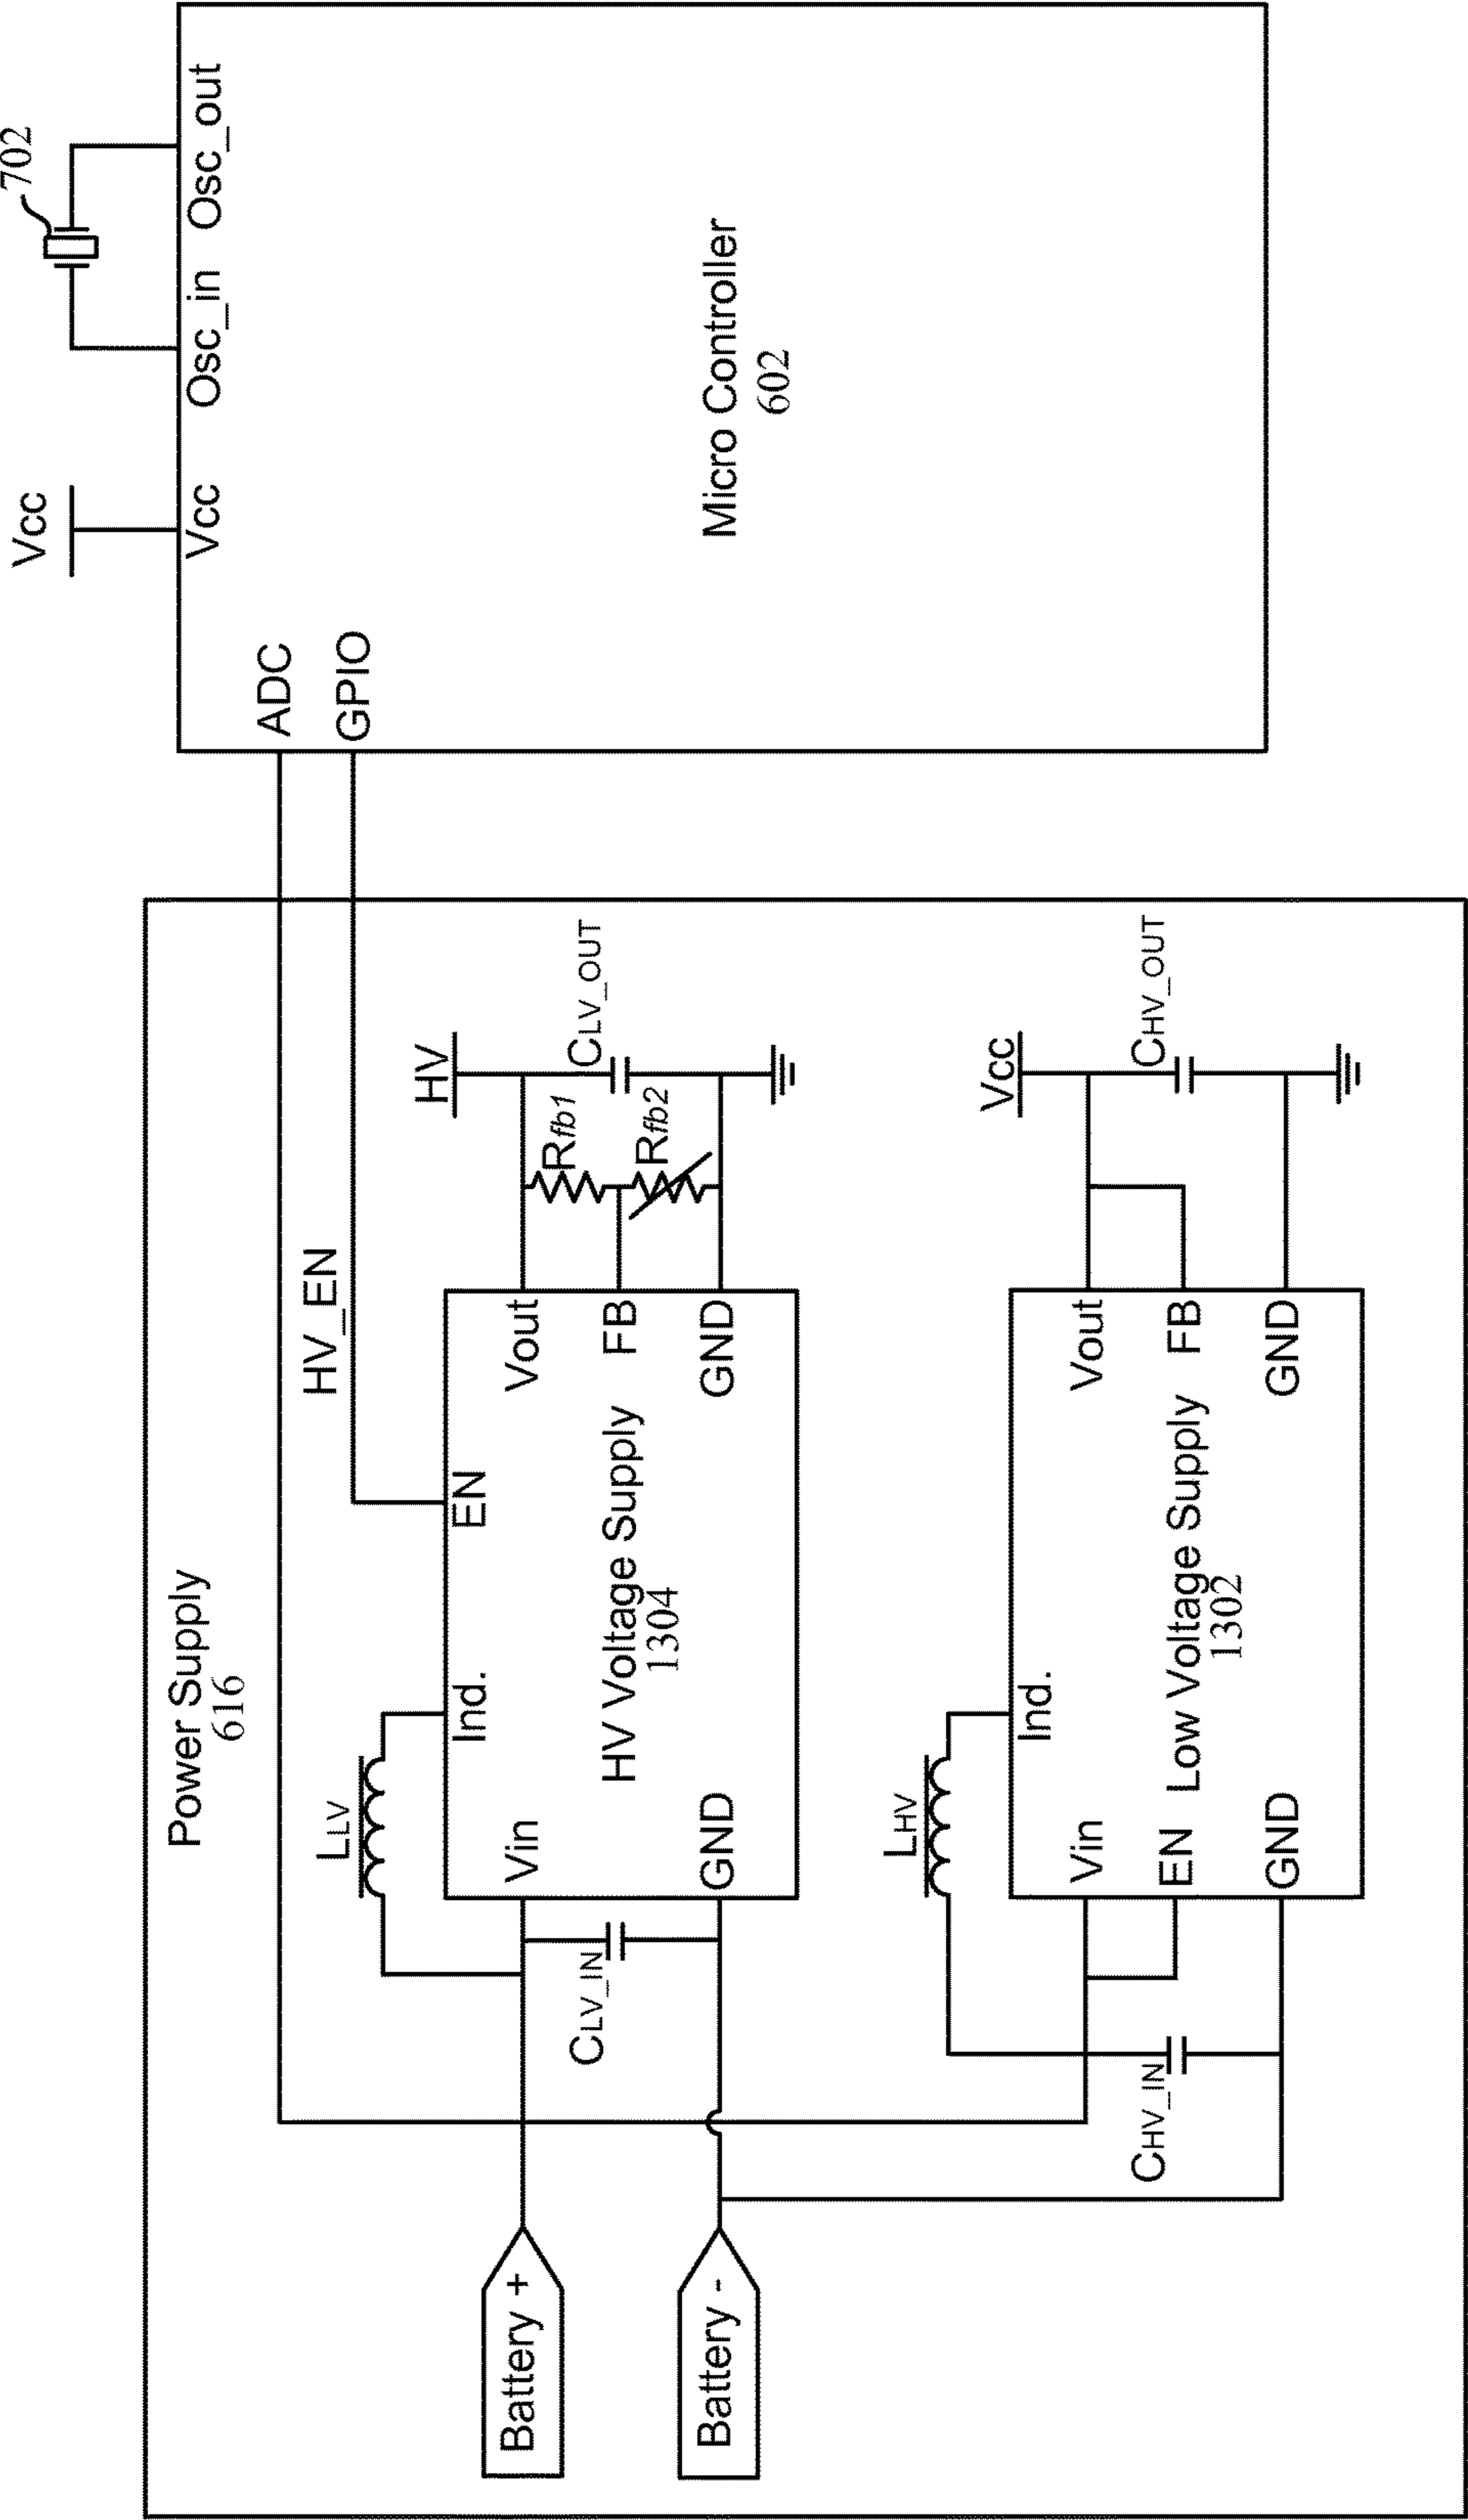 Power Supply
616
Battery +
Battery -
LLV
CLV_IN
Vin
GND
Ind.
EN
HV Voltage Supply
1304
Vout
FB
GND
HV_EN
HV
Rfb1
Rfb2
CLV_OUT
LHV
CHV_IN
Vin
EN
GND
Ind.
Low Voltage Supply
1302
Vout
FB
GND
Vcc
CHV_OUT
ADC
GPIO
Vcc
Vcc
Osc_in
Osc_out
702
Micro Controller
602